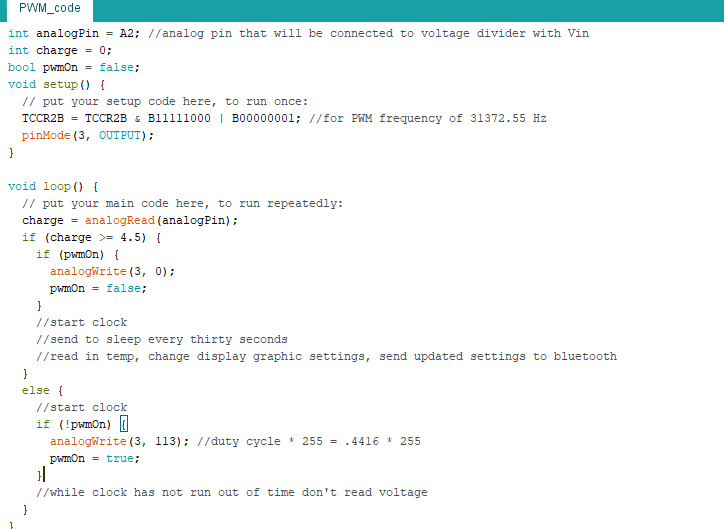 PWM_code
int analogPin = A2; //analog pin that will be connected to voltage divider with Vin
int charge = 0;
bool pwmOn = false;
void setup() {
  // put your setup code here, to run once:
  TCCR2B = TCCR2B & B11111000 | B00000001; //for PWM frequency of 31372.55 Hz
  pinMode(3, OUTPUT);
}

void loop() {
  // put your main code here, to run repeatedly:
  charge = analogRead(analogPin);
  if (charge >= 4.5) {
    if (pwmOn) {
      analogWrite(3, 0);
      pwmOn = false;
    }
    //start clock
    //send to sleep every thirty seconds
    //read in temp, change display graphic settings, send updated settings to bluetooth
  }
  else {
    //start clock
    if (!pwmOn) {
      analogWrite(3, 113); //duty cycle * 255 = .4416 * 255
      pwmOn = true;
    }
    //while clock has not run out of time don't read voltage
  }
}